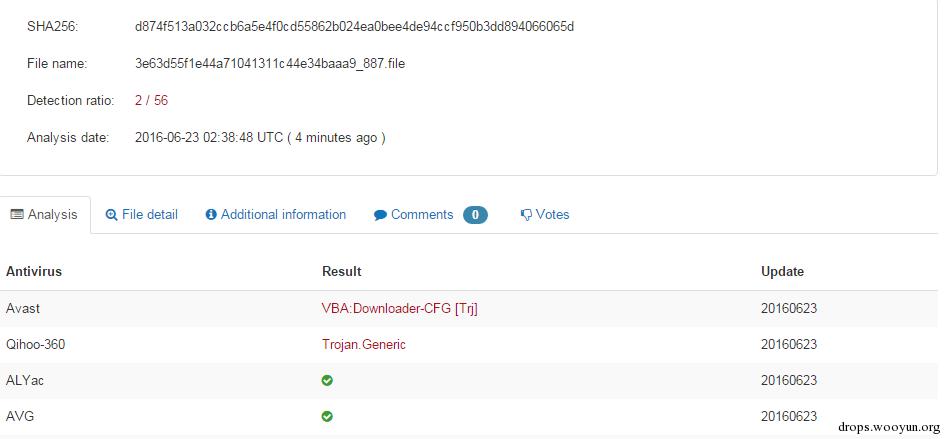 SHA256: d874f513a032ccb6a5e4f0cd55862b024ea0bee4de94ccf950b3dd894066065d
File name: 3e63d55f1e44a71041311c44e34baaa9_887.file
Detection ratio: 2 / 56
Analysis date: 2016-06-23 02:38:48 UTC ( 4 minutes ago )
Analysis File detail Additional information Comments 0 Votes
Antivirus Result Update
Avast VBA:Downloader-CFG [Trj] 20160623
Qihoo-360 Trojan.Generic 20160623
ALYac 20160623
AVG 20160623
drops.wooyun.org